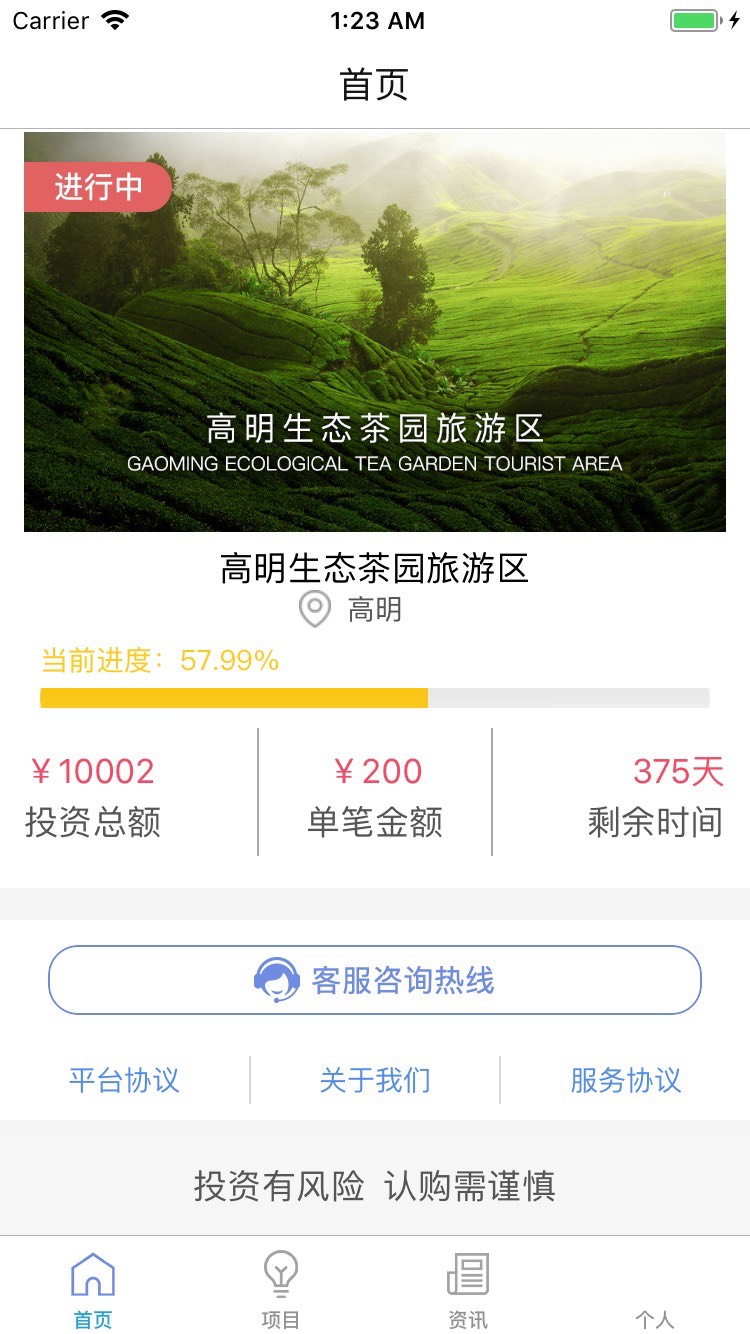 Carrier 1:23 AM
首页
进行中
高明生态茶园旅游区
GAOMING ECOLOGICAL TEA GARDEN TOURIST AREA
高明生态茶园旅游区
高明
当前进度：57.99%
￥10002 ￥200 375天
投资总额 单笔金额 剩余时间
客服咨询热线
平台协议 关于我们 服务协议
投资有风险 认购需谨慎
首页 项目 资讯 个人